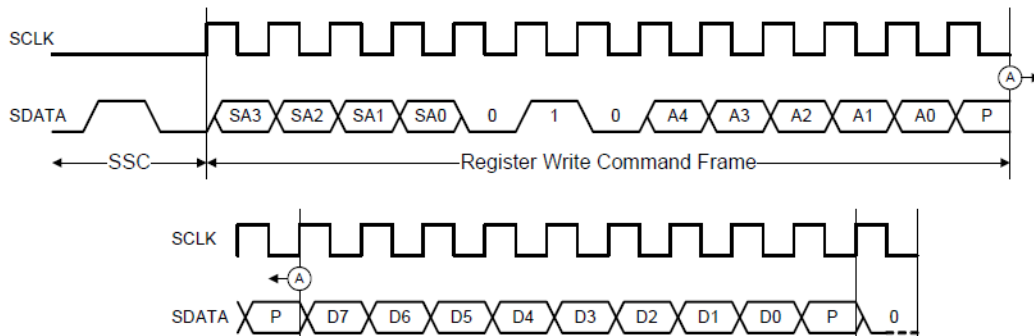 SCLK
A
SDATA SA3 SA2 SA1 SA0 0 1 0 A4 A3 A2 A1 A0 P
SSC Register Write Command Frame
SCLK
A
SDATA P D7 D6 D5 D4 D3 D2 D1 D0 P 0